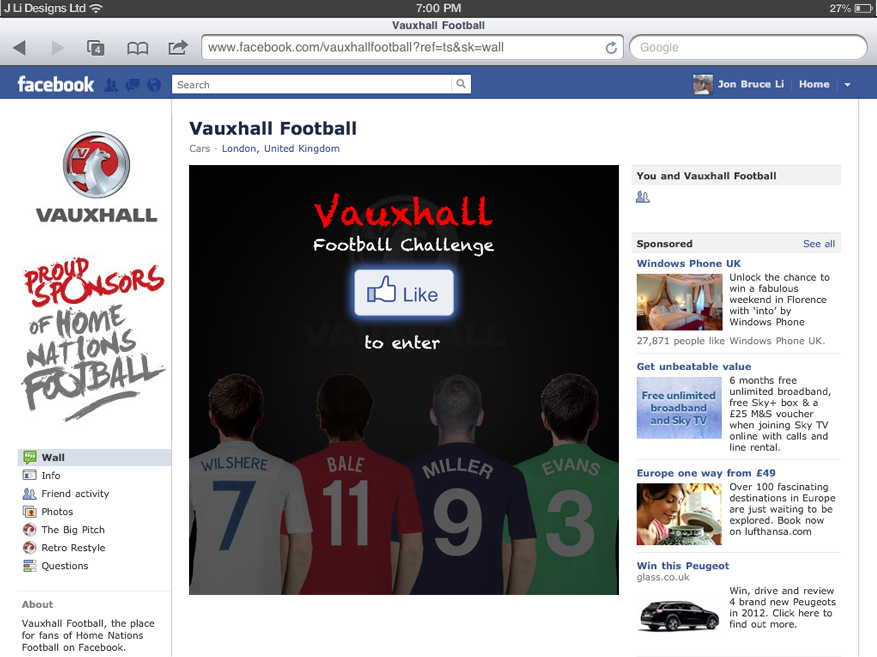 J Li Designs Ltd
7:00 PM
27%
Vauxhall Football
4
www.facebook.com/vauxhallfootball?ref=ts&sk=wall
Google
facebook
Search
Jon Bruce Li
Home
VAUXHALL
PROUD
SPONSORS
OF HOME
NATIONS
FOOTBALL
Wall
Info
Friend activity
Photos
The Big Pitch
Retro Restyle
Questions
About
Vauxhall Football, the place
for fans of Home Nations
Football on Facebook.
Vauxhall Football
Cars · London, United Kingdom
Vauxhall
Football Challenge
Like
VAUXHALL
to enter
WILSHERE
7
BALE
11
MILLER
9
EVANS
3
You and Vauxhall Football
Sponsored
See all
Windows Phone UK
Unlock the chance to
win a fabulous
weekend in Florence
with 'into' by
Windows Phone
27,871 people like Windows Phone UK.
Get unbeatable value
Free unlimited
broadband
and Sky TV
6 months free
unlimited broadband,
free Sky+ box & a
£25 M&S voucher
when joining Sky TV
online with calls and
line rental.
Europe one way from £49
Over 100 fascinating
destinations in Europe
are just waiting to be
explored. Book now
on lufthansa.com
Win this Peugeot
glass.co.uk
Win, drive and review
4 brand new Peugeots
in 2012. Click here to
find out more.